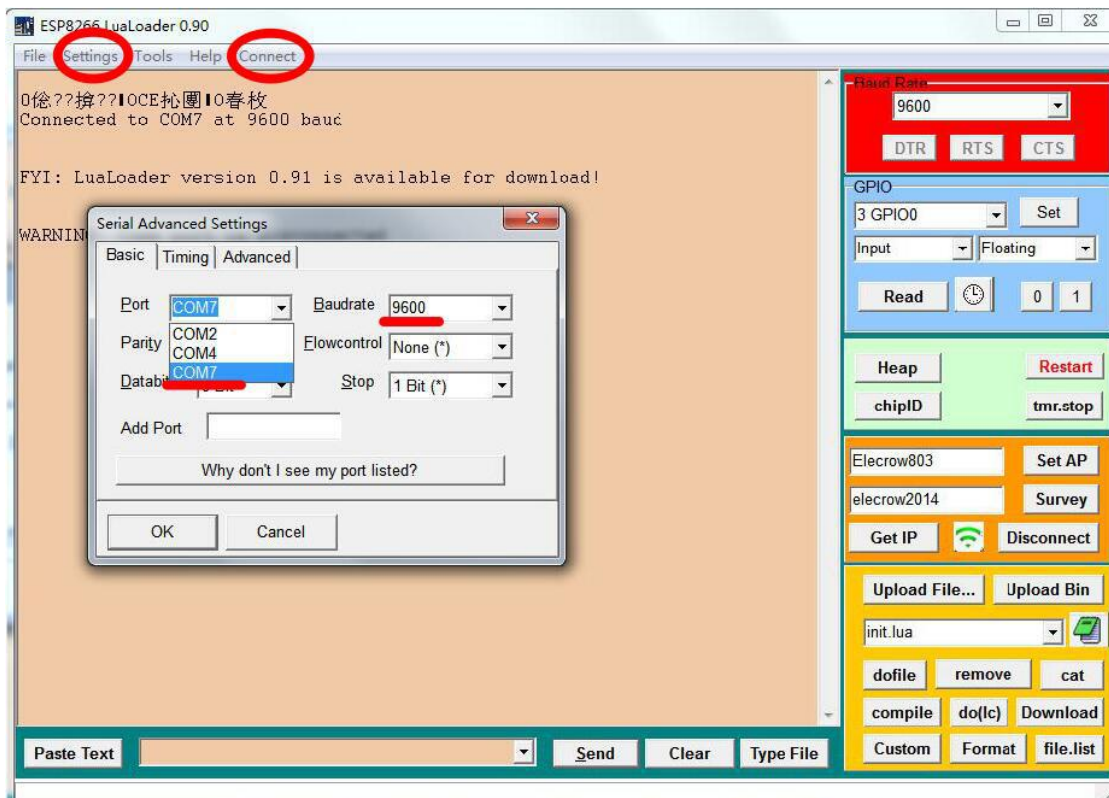 ESP8266 LuaLoader 0.90
File Settings Tools Help Connect
Connected to COM7 at 9600 baud
FYI: LuaLoader version 0.91 is available for download!
Serial Advanced Settings
Basic Timing Advanced
Port COM7 Baudrate 9600
COM2
COM4
COM7
Parity Flowcontrol None (*)
Stop 1 Bit (*)
Add Port
Why don't I see my port listed?
OK Cancel
Baud Rate
9600
DTR RTS CTS
GPIO
3 GPIO0 Set
Input Floating
Read 0 1
Heap Restart
chipID tmr.stop
Elecrow803 Set AP
elecrow2014 Survey
Get IP Disconnect
Upload File... Upload Bin
init.lua
dofile remove cat
compile do(lc) Download
Custom Format file.list
Paste Text Send Clear Type File